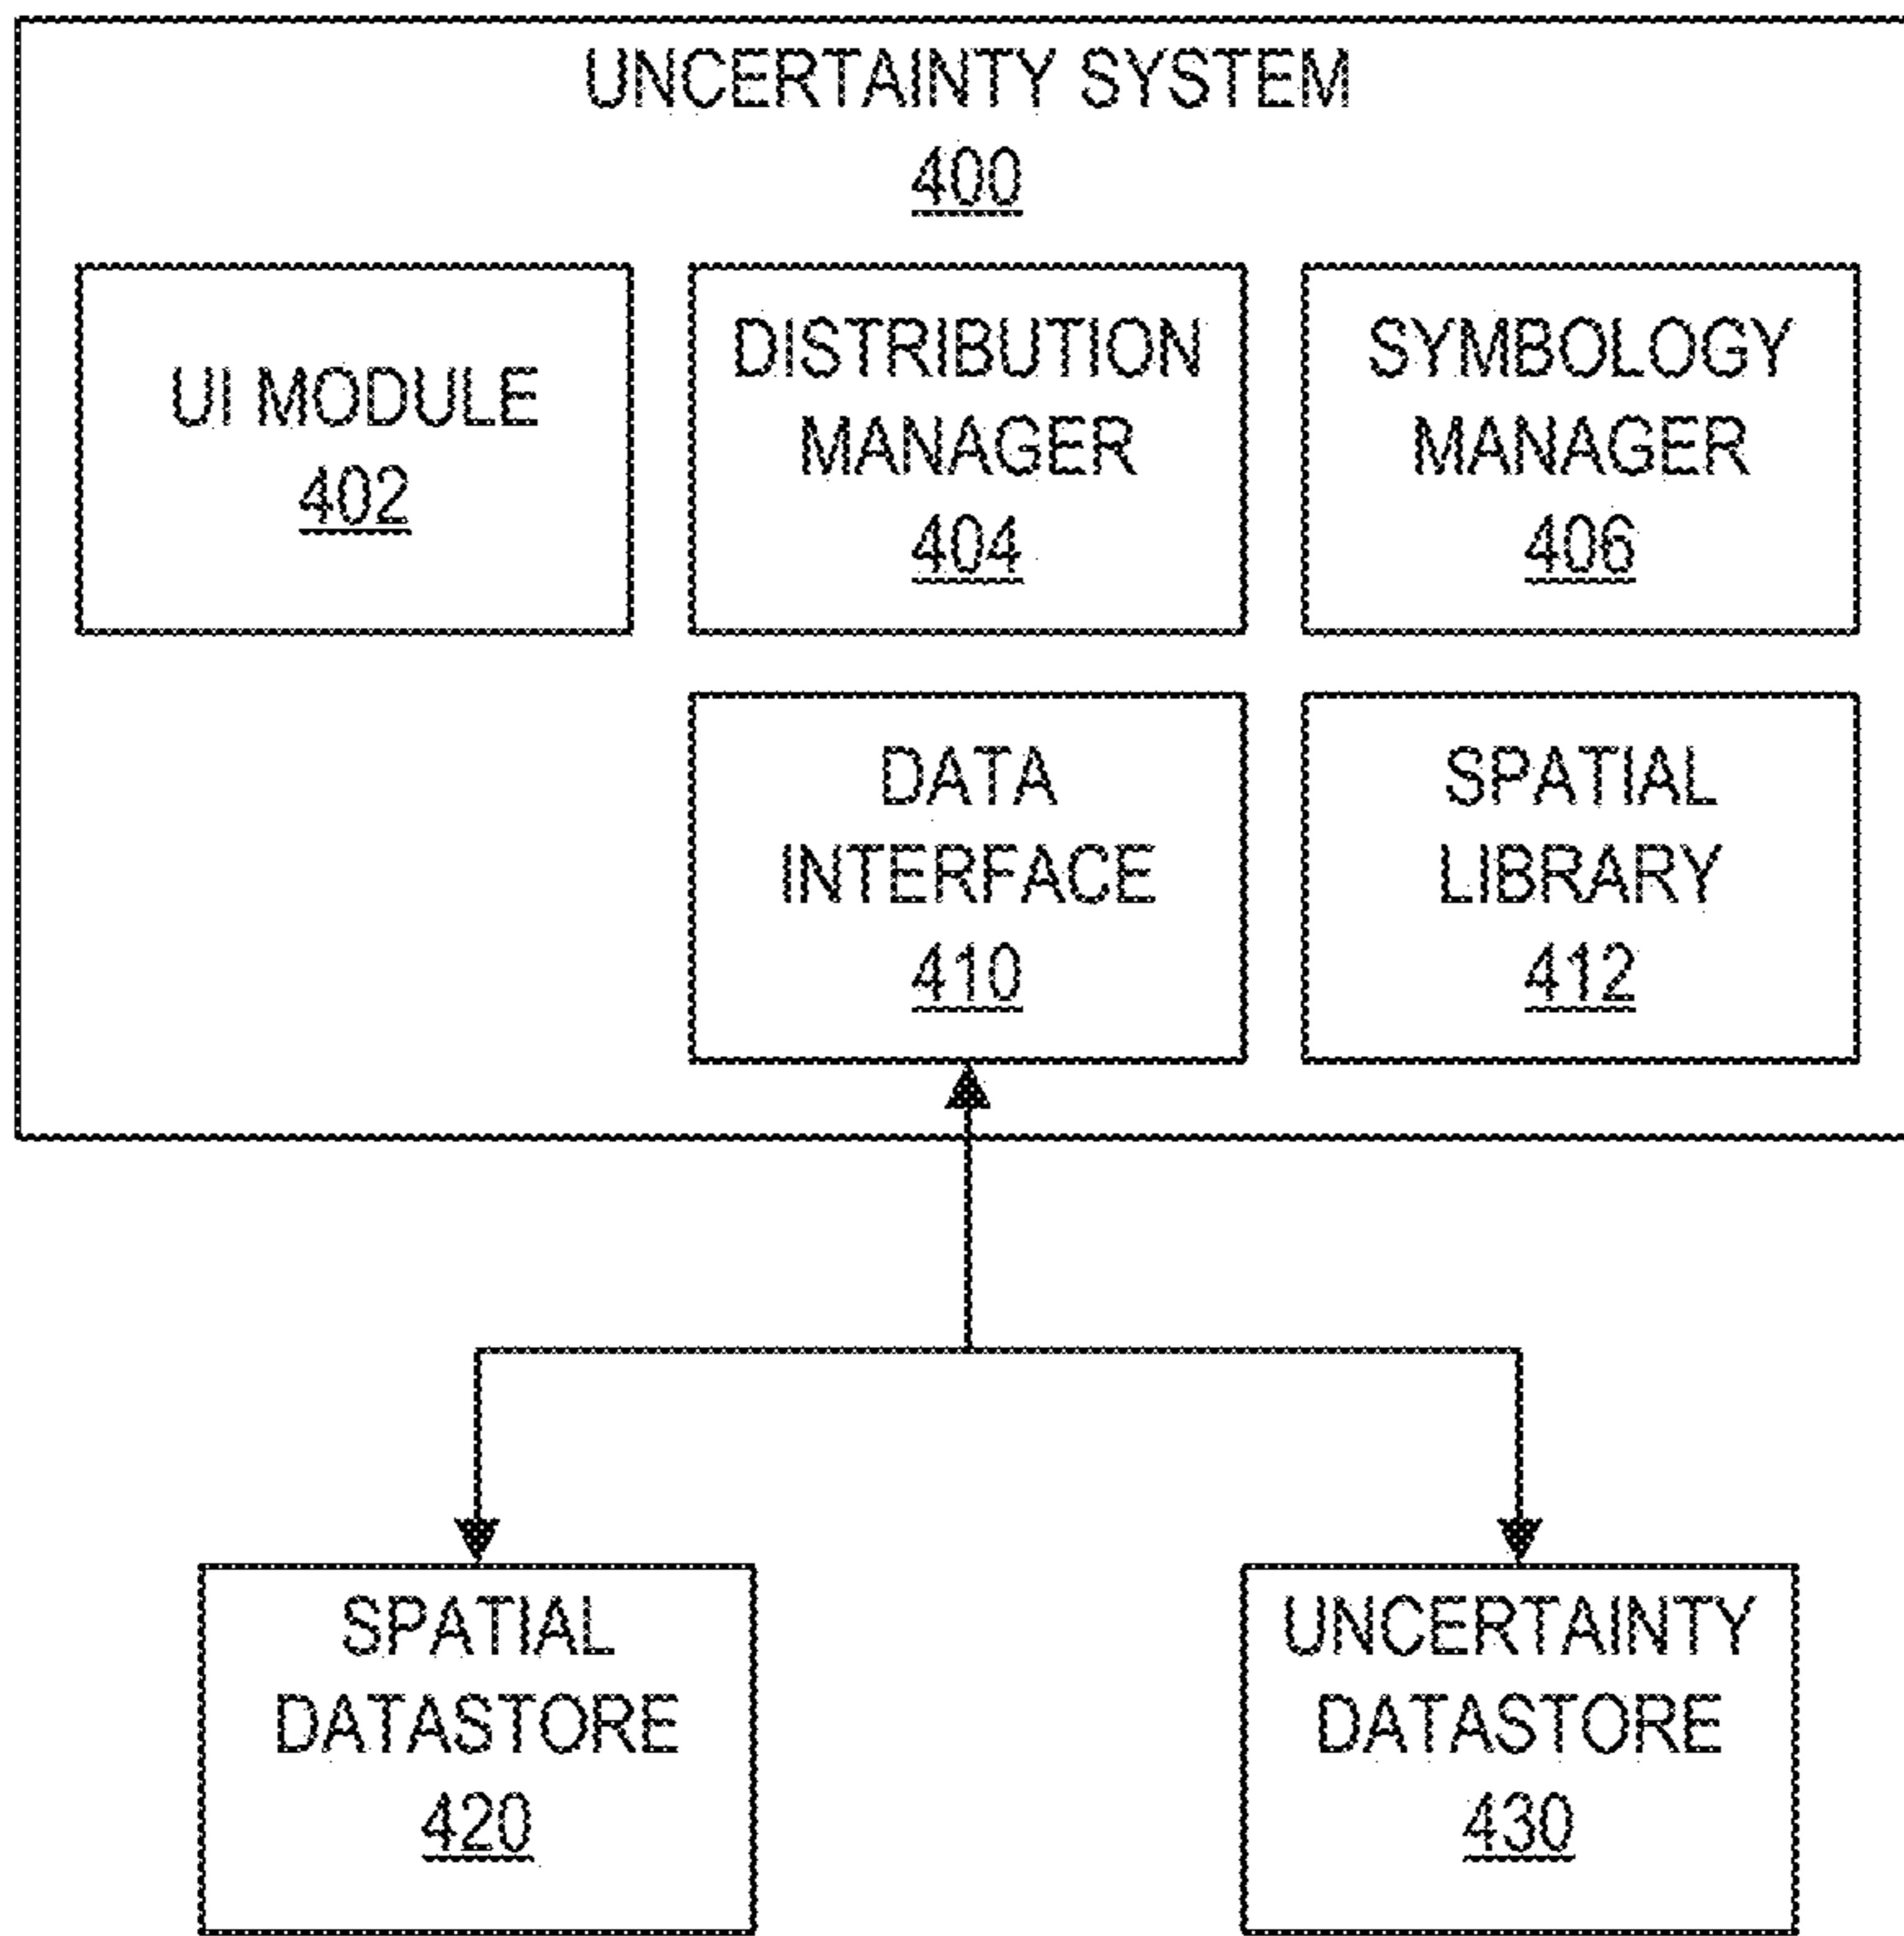 UNCERTAINTY SYSTEM
400
UI MODULE
402
DISTRIBUTION
MANAGER
404
SYMBOLOGY
MANAGER
406
DATA
INTERFACE
410
SPATIAL
LIBRARY
412
SPATIAL
DATASTORE
420
UNCERTAINTY
DATASTORE
430